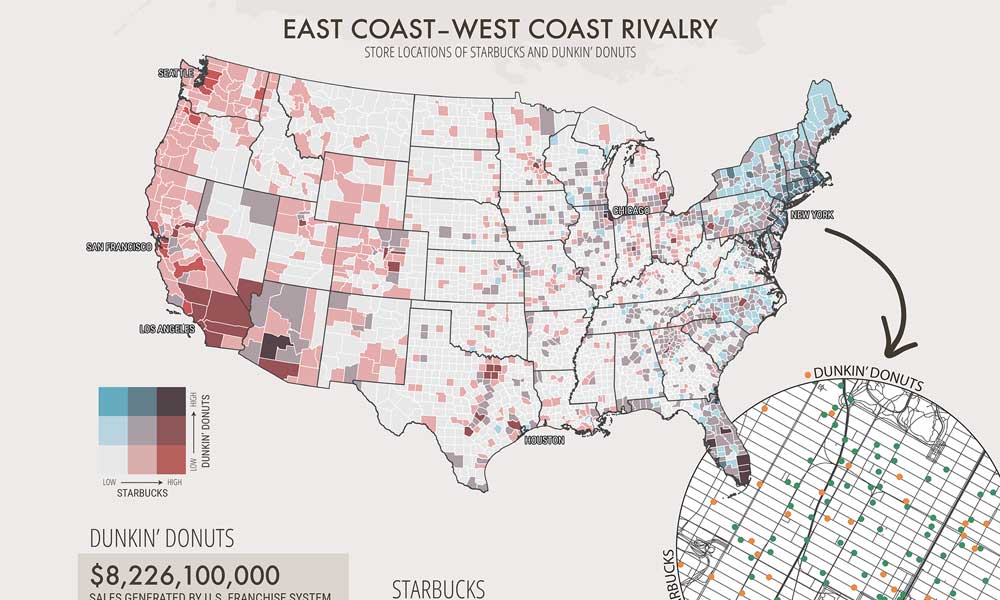 EAST COAST–WEST COAST RIVALRY
STORE LOCATIONS OF STARBUCKS AND DUNKIN' DONUTS
SEATTLE
CHICAGO
NEW YORK
SAN FRANCISCO
LOS ANGELES
HOUSTON
DUNKIN' DONUTS
HIGH
LOW
DUNKIN' DONUTS
LOW
HIGH
STARBUCKS
DUNKIN' DONUTS
$8,226,100,000
SALES GENERATED BY U.S. FRANCHISE SYSTEM
STARBUCKS
RBUCKS